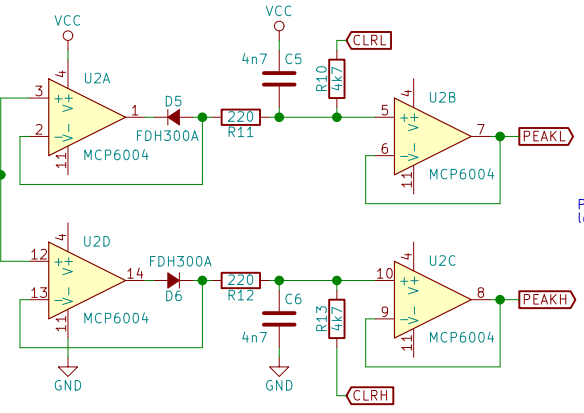 VCC
VCC
CLRL
4n7
C5
R10
4k7
U2A
4
3
V+
+
1
D5
2
V-
-
FDH300A
220
R11
11
MCP6004
U2B
4
5
V+
+
7
PEAKL
6
V-
-
11
MCP6004
P
U2D
4
12
V+
+
14
FDH300A
D6
13
V-
-
220
R12
11
MCP6004
C6
4n7
R13
4k7
U2C
4
10
V+
+
8
PEAKH
9
V-
-
11
MCP6004
GND
GND
CLRH